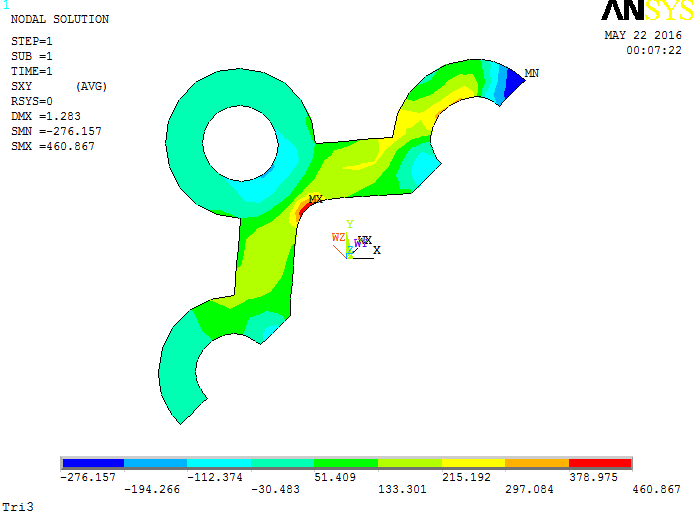 1
NODAL SOLUTION
STEP=1
SUB =1
TIME=1
SXY (AVG)
RSYS=0
DMX =1.283
SMN =-276.157
SMX =460.867
ANSYS
MAY 22 2016
00:07:22
MN
MX
Y
WZ
WX
WY
X
Z
-276.157 -112.374 51.409 215.192 378.975
-194.266 -30.483 133.301 297.084 460.867
Tri3